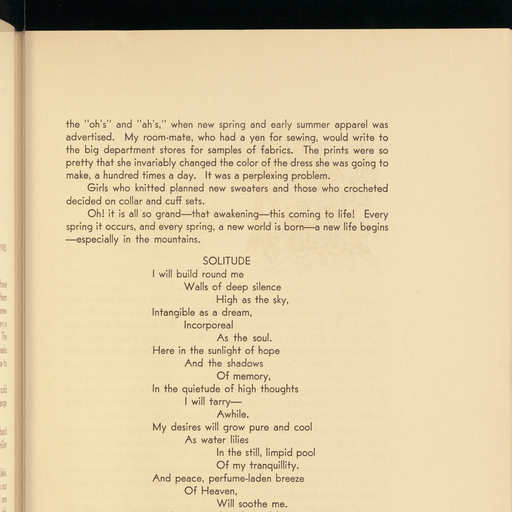 the "oh's" and "ah's," when new spring and early summer apparel was
advertised. My room-mate, who had a yen for sewing, would write to
the big department stores for samples of fabrics. The prints were so
pretty that she invariably changed the color of the dress she was going to
make, a hundred times a day. It was a perplexing problem.
Girls who knitted planned new sweaters and those who crocheted
decided on collar and cuff sets.
Oh! it is all so grand—that awakening—this coming to life! Every
spring it occurs, and every spring, a new world is born—a new life begins
—especially in the mountains.
SOLITUDE
I will build round me
Walls of deep silence
High as the sky,
Intangible as a dream,
Incorporeal
As the soul.
Here in the sunlight of hope
And the shadows
Of memory,
In the quietude of high thoughts
I will tarry—
Awhile.
My desires will grow pure and cool
As water lilies
In the still, limpid pool
Of my tranquillity.
And peace, perfume-laden breeze
Of Heaven,
Will soothe me.